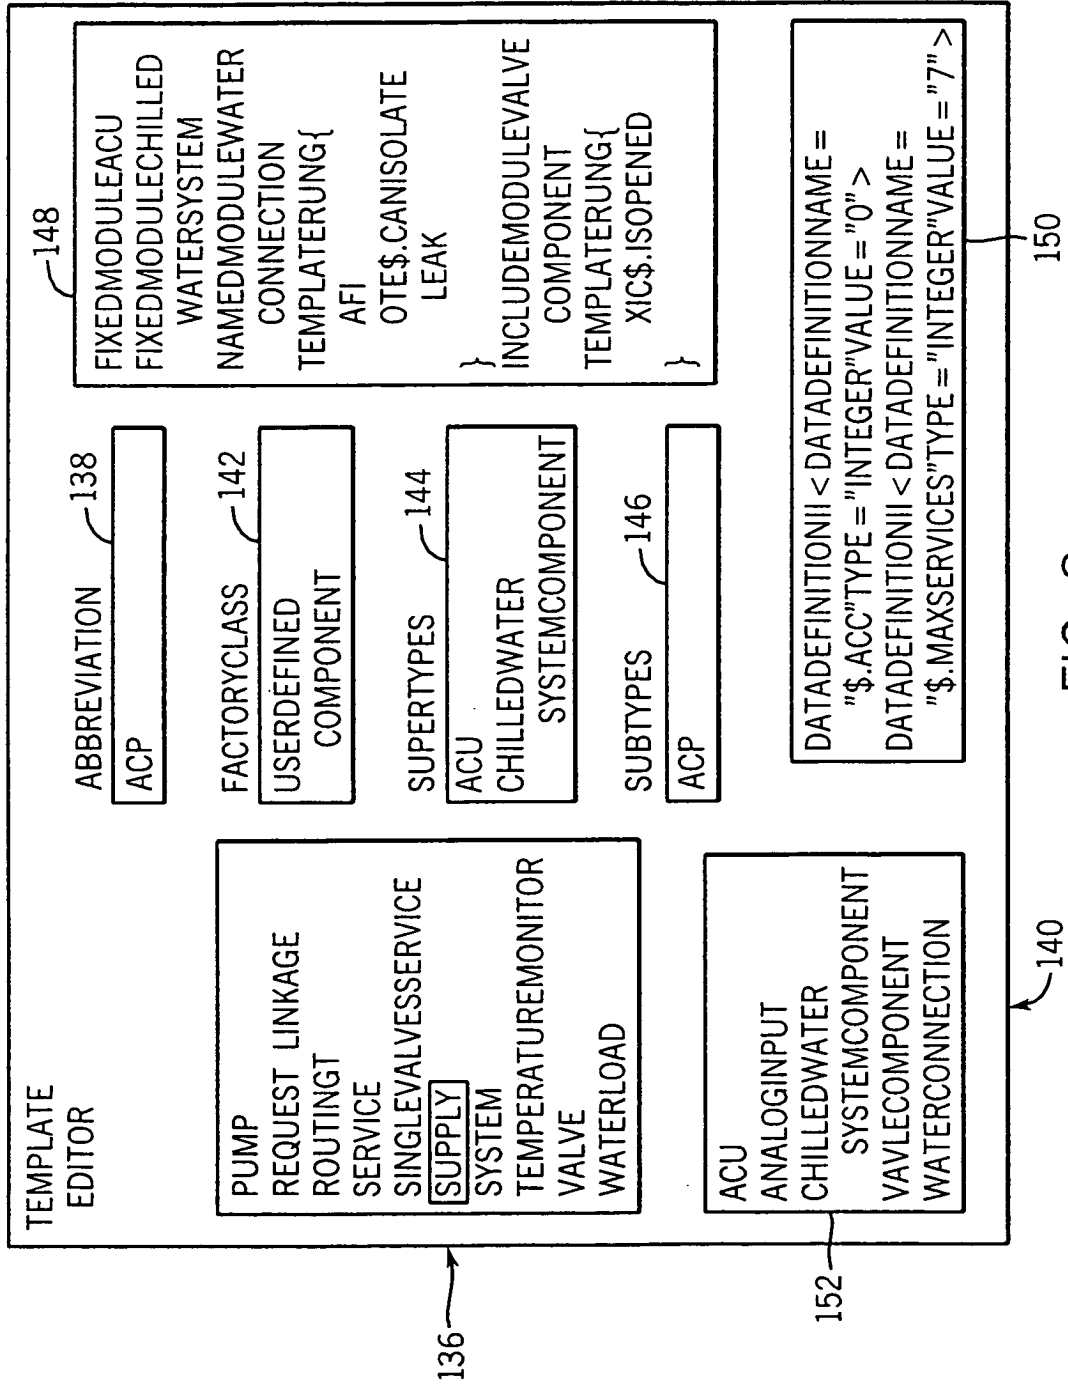 TEMPLATE
EDITOR
136
PUMP
REQUEST LINKAGE
ROUTINGT
SERVICE
SINGLEVALVESSERVICE
SUPPLY
SYSTEM
TEMPERATUREMONITOR
VALVE
WATERLOAD
152
ACU
ANALOGINPUT
CHILLEDWATER
SYSTEMCOMPONENT
VAVLECOMPONENT
WATERCONNECTION
140
ABBREVIATION
138
ACP
FACTORYCLASS
142
USERDEFINED
COMPONENT
SUPERTYPES
144
ACU
CHILLEDWATER
SYSTEMCOMPONENT
SUBTYPES
146
ACP
148
FIXEDMODULEACU
FIXEDMODULECHILLED
WATERSYSTEM
NAMEDMODULEWATER
CONNECTION
TEMPLATERUNG{
AFI
OTE$.CANISOLATE
LEAK
}
INCLUDEMODULEVALVE
COMPONENT
TEMPLATERUNG{
XIC$.ISOPENED
}
DATADEFINITIONII<DATADEFINITIONNAME=
"$.ACC"TYPE="INTEGER"VALUE="0">
DATADEFINITIONII<DATADEFINITIONNAME=
"$.MAXSERVICES"TYPE="INTEGER"VALUE="7">
150